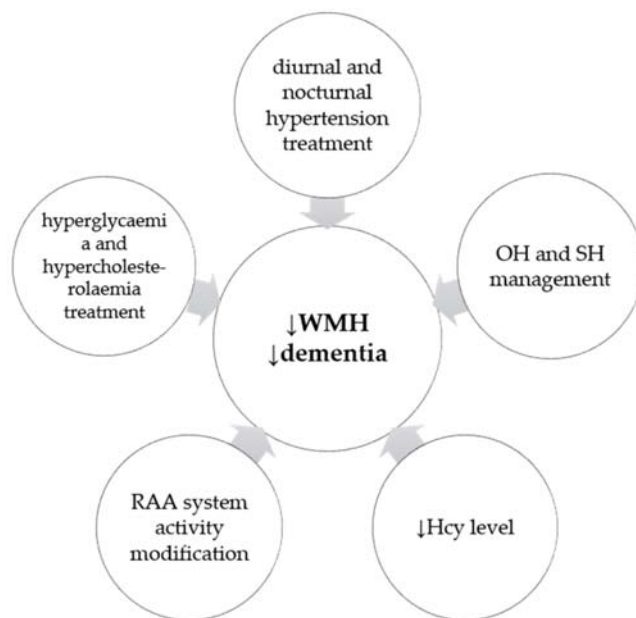 diurnal and
nocturnal
hypertension
treatment
hyperglycaemi
a and
hypercholeste-
rolaemia
treatment
OH and SH
management
↓WMH
↓dementia
RAA system
activity
modification
↓Hcy level